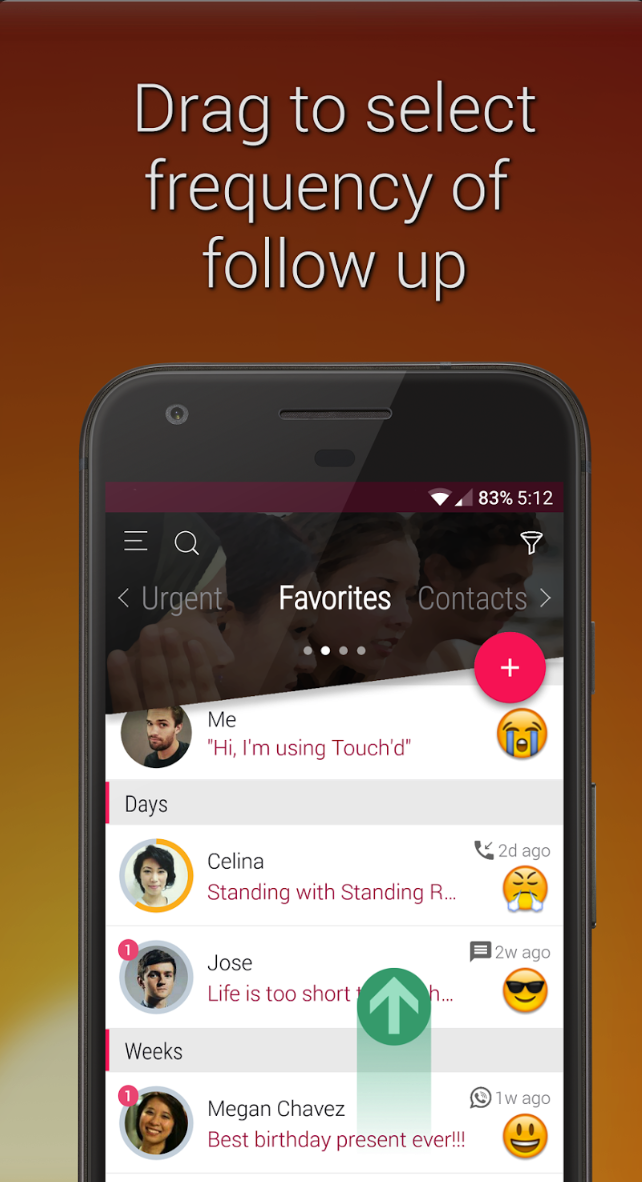 Drag to select
frequency of
follow up
83% 5:12
Urgent Favorites Contacts
Me
"Hi, I'm using Touch'd"
Days
Celina
2d ago
Standing with Standing R...
1
Jose
2w ago
Life is too short t h...
Weeks
1
Megan Chavez
1w ago
Best birthday present ever!!!